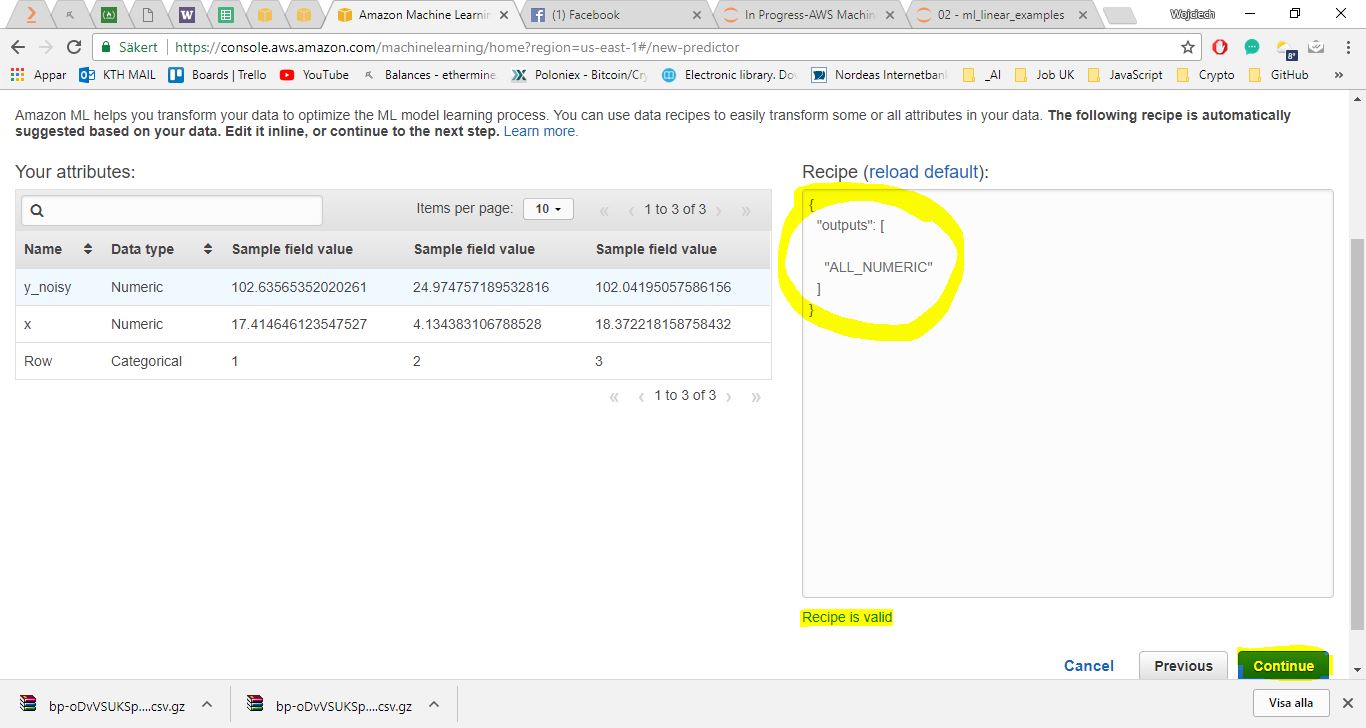 Amazon Machine Learnin
(1) Facebook
In Progress-AWS Machin
02 - ml_linear_examples
Wojciech
Säkert
https://console.aws.amazon.com/machinelearning/home?region=us-east-1#/new-predictor
8°
Appar
KTH MAIL
Boards | Trello
YouTube
Balances - ethermine
Poloniex - Bitcoin/Cry
Electronic library. Do
Nordeas Internetbank
_AI
Job UK
JavaScript
Crypto
GitHub
»
Amazon ML helps you transform your data to optimize the ML model learning process. You can use data recipes to easily transform some or all attributes in your data. The following recipe is automatically
suggested based on your data. Edit it inline, or continue to the next step. Learn more.
Your attributes:
Items per page: 10 « ‹ 1 to 3 of 3 › »
Name Data type Sample field value Sample field value Sample field value
y_noisy Numeric 102.63565352020261 24.974757189532816 102.04195057586156
x Numeric 17.414646123547527 4.134383106788528 18.372218158758432
Row Categorical 1 2 3
« ‹ 1 to 3 of 3 › »
Recipe (reload default):
{
"outputs": [
"ALL_NUMERIC"
]
}
Recipe is valid
Cancel Previous Continue
bp-oDvVSUKSp....csv.gz
bp-oDvVSUKSp....csv.gz
Visa alla